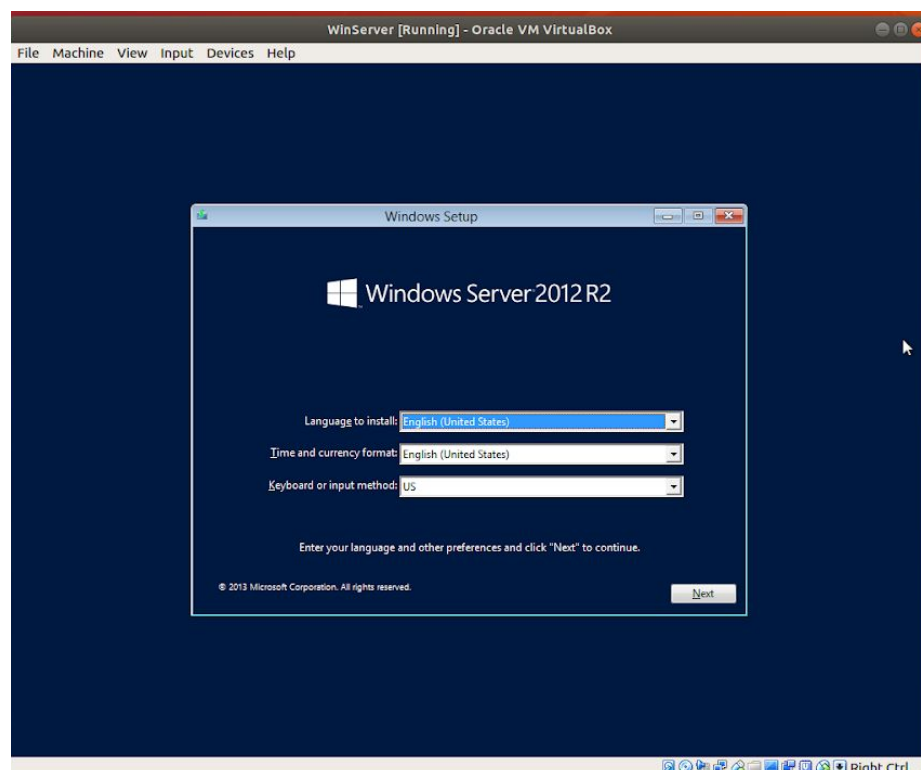 WinServer [Running] - Oracle VM VirtualBox
File Machine View Input Devices Help
Windows Setup
Windows Server 2012 R2
Language to install: English (United States)
Time and currency format: English (United States)
Keyboard or input method: US
Enter your language and other preferences and click "Next" to continue.
© 2013 Microsoft Corporation. All rights reserved.
Next
Right Ctrl